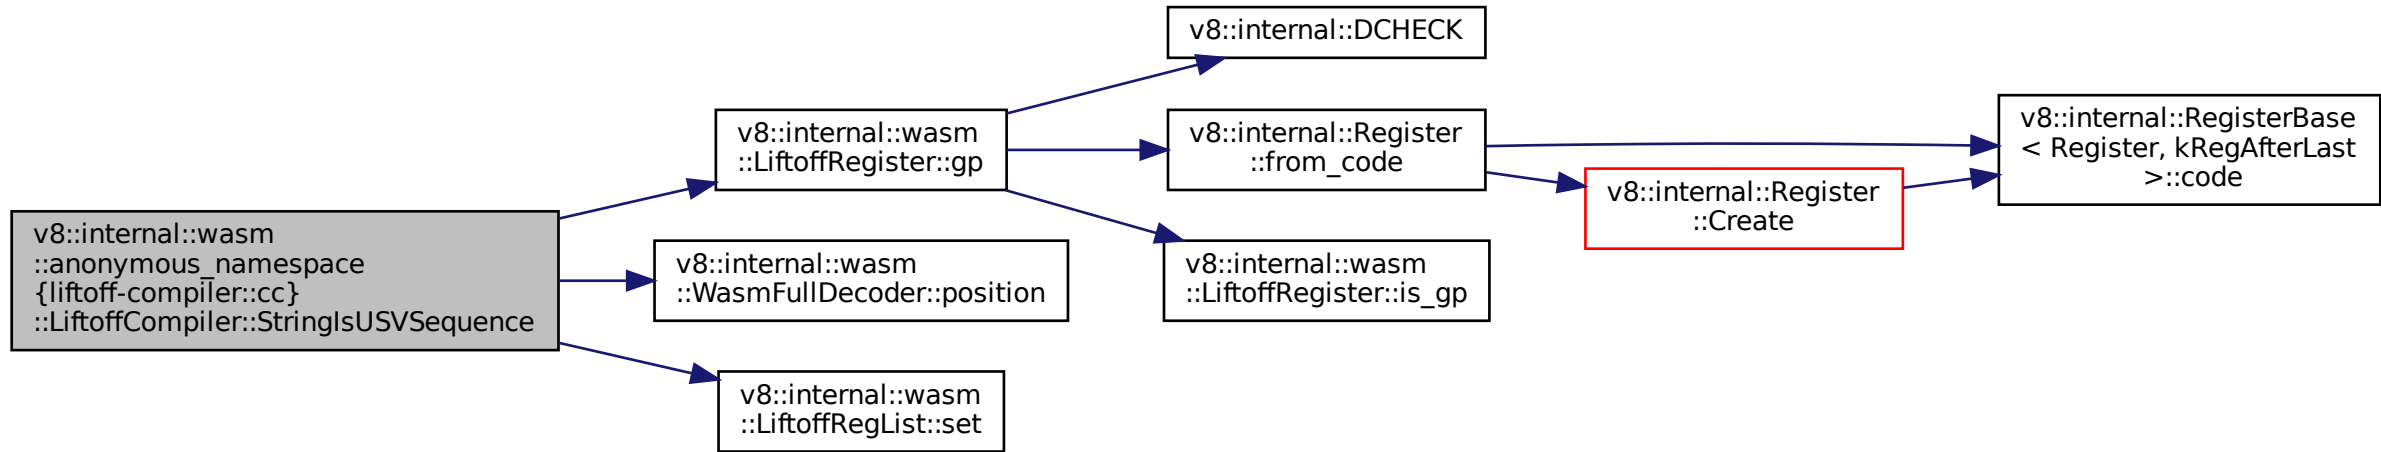 v8::internal::wasm
::anonymous_namespace
{liftoff-compiler::cc}
::LiftoffCompiler::StringIsUSVSequence
v8::internal::wasm
::LiftoffRegister::gp
v8::internal::DCHECK
v8::internal::Register
::from_code
v8::internal::wasm
::LiftoffRegister::is_gp
v8::internal::Register
::Create
v8::internal::RegisterBase
< Register, kRegAfterLast
>::code
v8::internal::wasm
::WasmFullDecoder::position
v8::internal::wasm
::LiftoffRegList::set